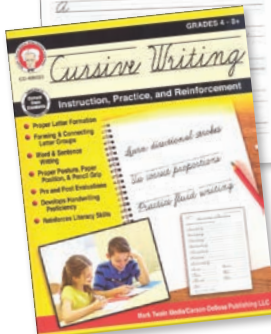 a
GRADES 4 - 8+
Cursive Writing
Instruction, Practice, and Reinforcement
Proper Letter Formation
Forming & Connecting
Letter Groups
Word & Sentence
Writing
Proper Posture, Paper
Position, & Pencil Grip
Pre and Post Evaluations
Develops Handwriting
Proficiency
Reinforces Literacy Skills
Learn directional strokes
Use correct proportions
Practice fluid writing
Mark Twain Media/Carson-Dellosa Publishing LLC